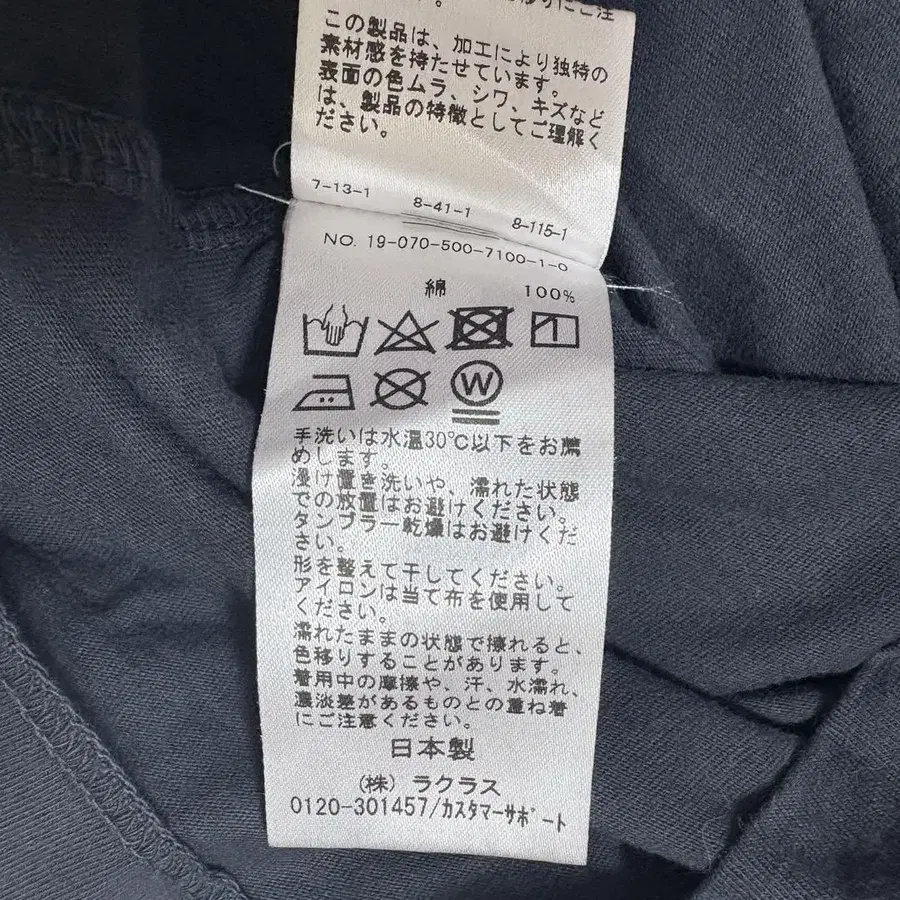 この製品は、加工により独特の
素材感を持たせています。
表面の色ムラ、シワ、キズなど
は、製品の特徴としてご理解く
ださい。
7-13-1 8-41-1 8-115-1
NO. 19-070-500-7100-1-0
綿 100%
W
手洗いは水温30℃以下をお薦
めします。
浸け置き洗いや、濡れた状態
での放置はお避けください。
タンブラー乾燥はお避けくだ
さい。
形を整えて干してください。
アイロンは当て布を使用して
ください。
濡れたままの状態で擦れると、
色移りすることがあります。
着用中の摩擦や、汗、水濡れ、
濃淡差があるものとの重ね着
にご注意ください。
日本製
(株) ラクラス
0120-301457/カスタマーサポート